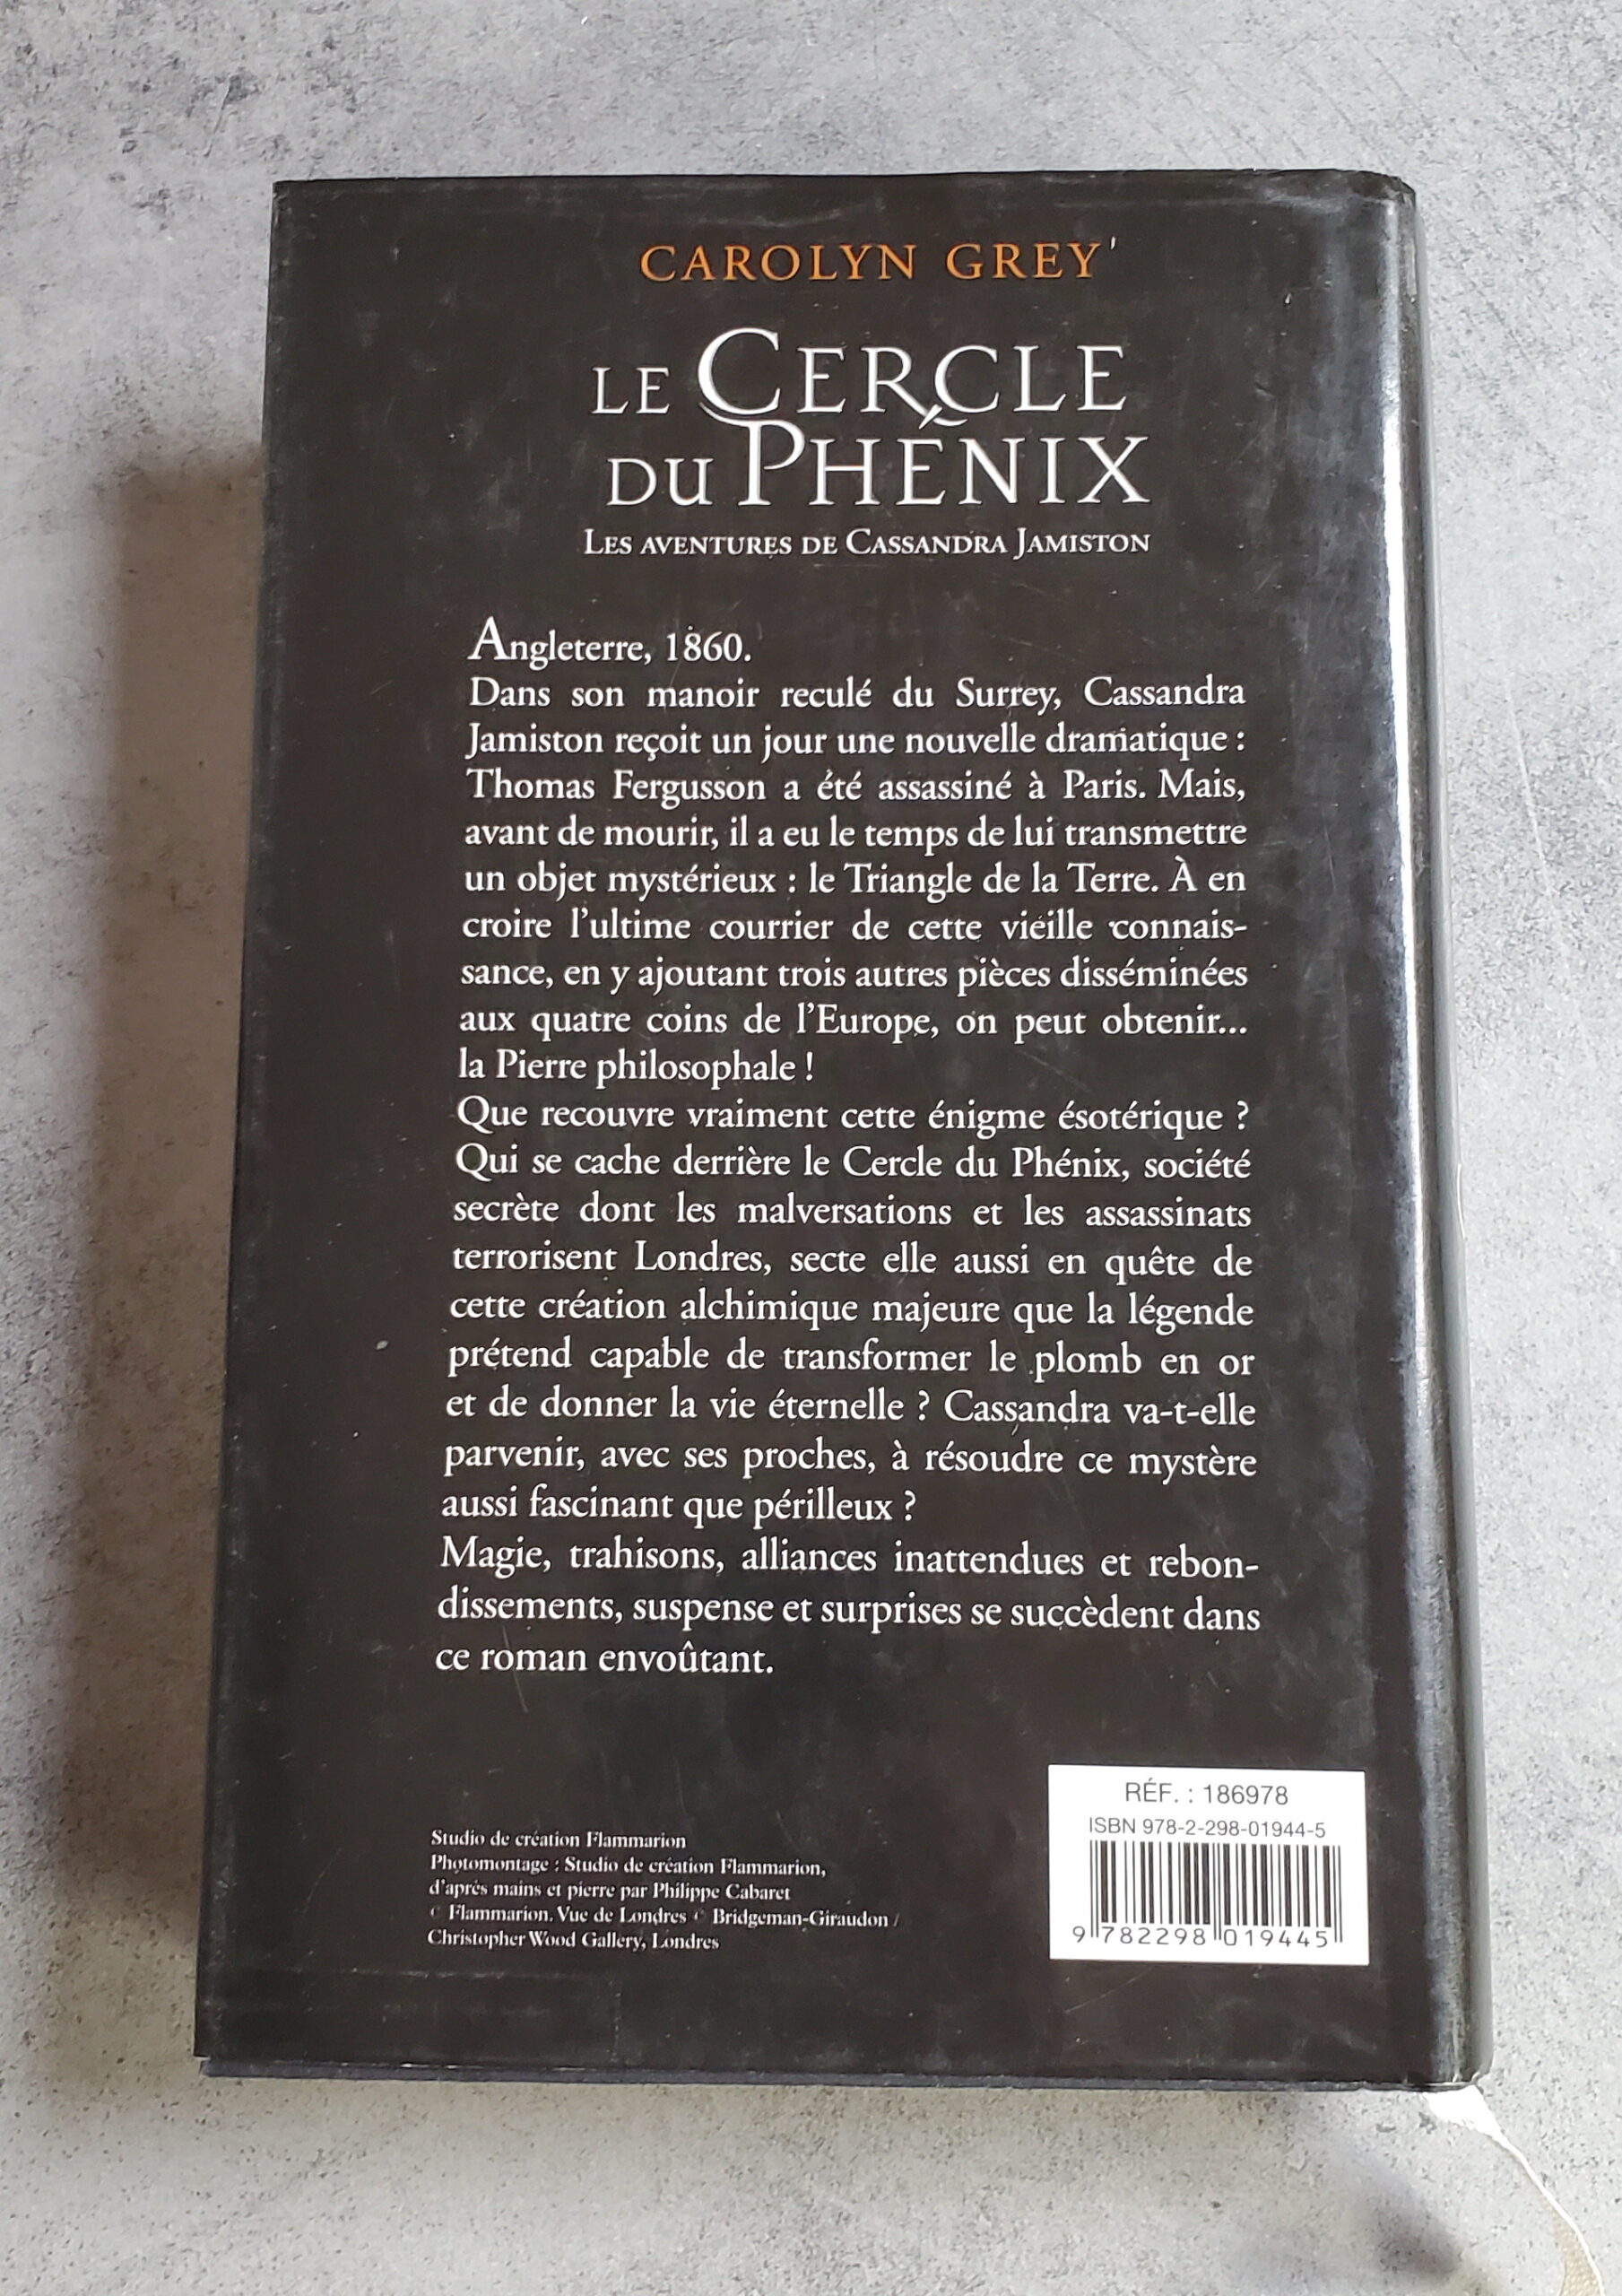 CAROLYN GREY
LE CERCLE
DU PHÉNIX
LES AVENTURES DE CASSANDRA JAMISTON
Angleterre, 1860.
Dans son manoir reculé du Surrey, Cassandra
Jamiston reçoit un jour une nouvelle dramatique :
Thomas Fergusson a été assassiné à Paris. Mais,
avant de mourir, il a eu le temps de lui transmettre
un objet mystérieux : le Triangle de la Terre. À en
croire l'ultime courrier de cette vieille connais-
sance, en y ajoutant trois autres pièces disséminées
aux quatre coins de l'Europe, on peut obtenir...
la Pierre philosophale !
Que recouvre vraiment cette énigme ésotérique ?
Qui se cache derrière le Cercle du Phénix, société
secrète dont les malversations et les assassinats
terrorisent Londres, secte elle aussi en quête de
cette création alchimique majeure que la légende
prétend capable de transformer le plomb en or
et de donner la vie éternelle ? Cassandra va-t-elle
parvenir, avec ses proches, à résoudre ce mystère
aussi fascinant que périlleux ?
Magie, trahisons, alliances inattendues et rebon-
dissements, suspense et surprises se succèdent dans
ce roman envoûtant.
RÉF. : 186978
ISBN 978-2-298-01944-5
9 782298 019445
Studio de création Flammarion
Photomontage : Studio de création Flammarion,
d'après mains et pierre par Philippe Cabaret
© Flammarion. Vue de Londres © Bridgeman-Giraudon /
Christopher Wood Gallery, Londres